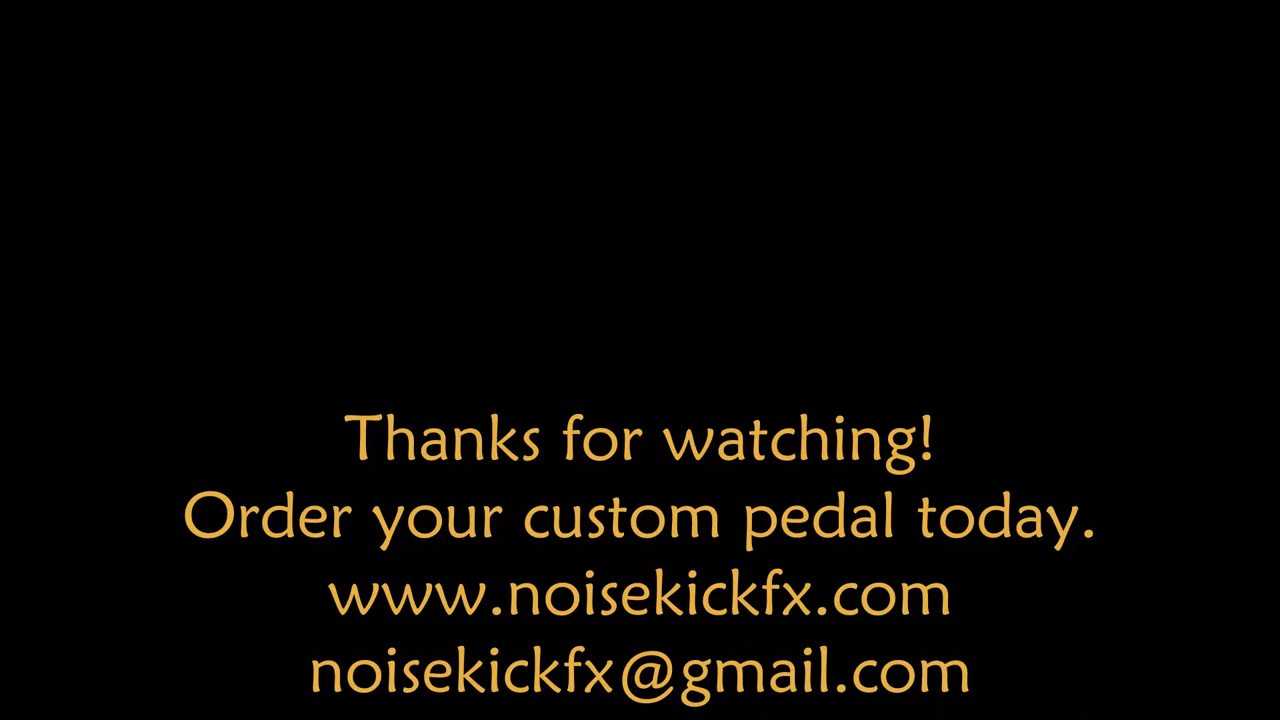 Thanks for watching!
Order your custom pedal today.
www.noisekickfx.com
noisekickfx@gmail.com